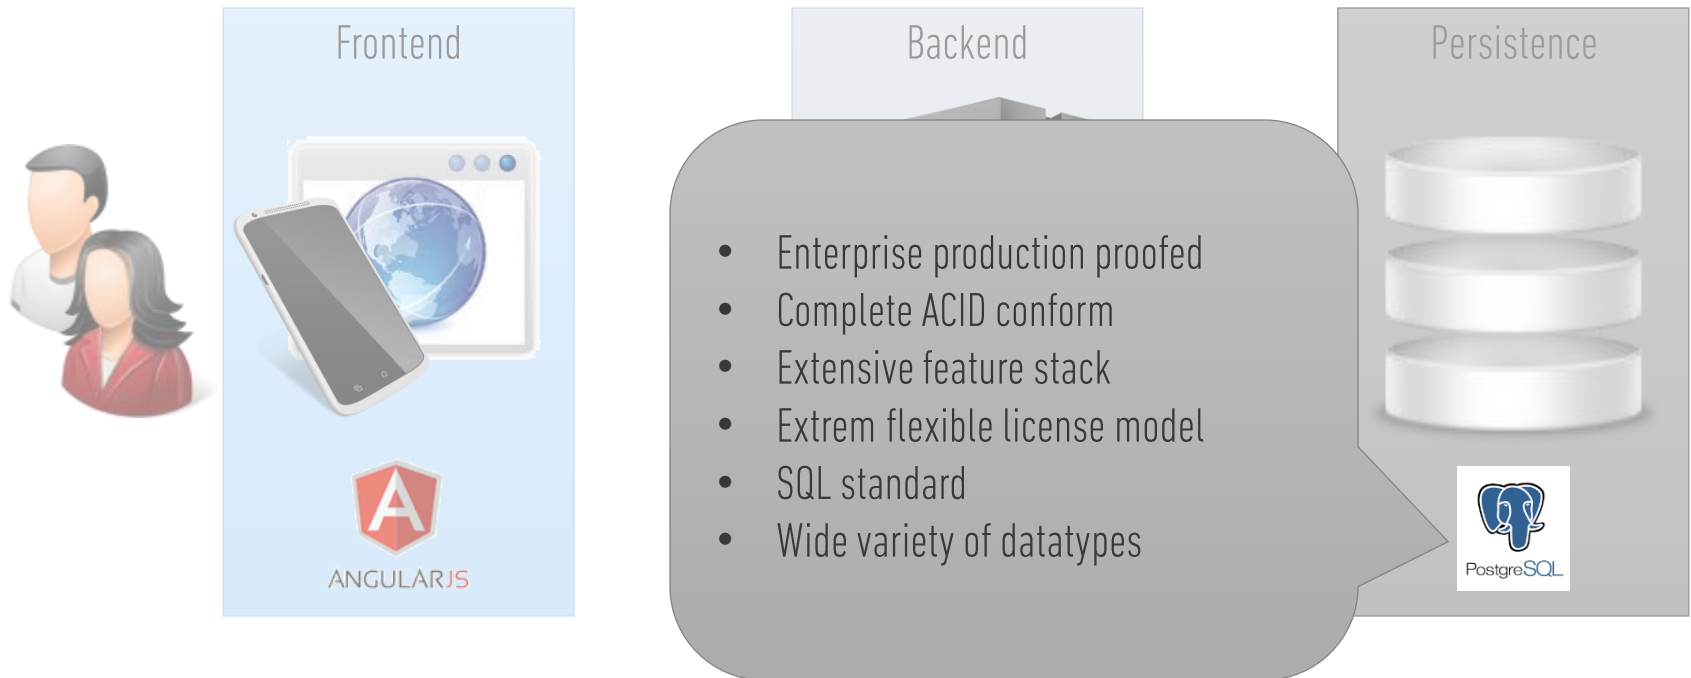 Frontend
Backend
Persistence
• Enterprise production proofed
• Complete ACID conform
• Extensive feature stack
• Extrem flexible license model
• SQL standard
• Wide variety of datatypes
A
ANGULARJS
PostgreSQL